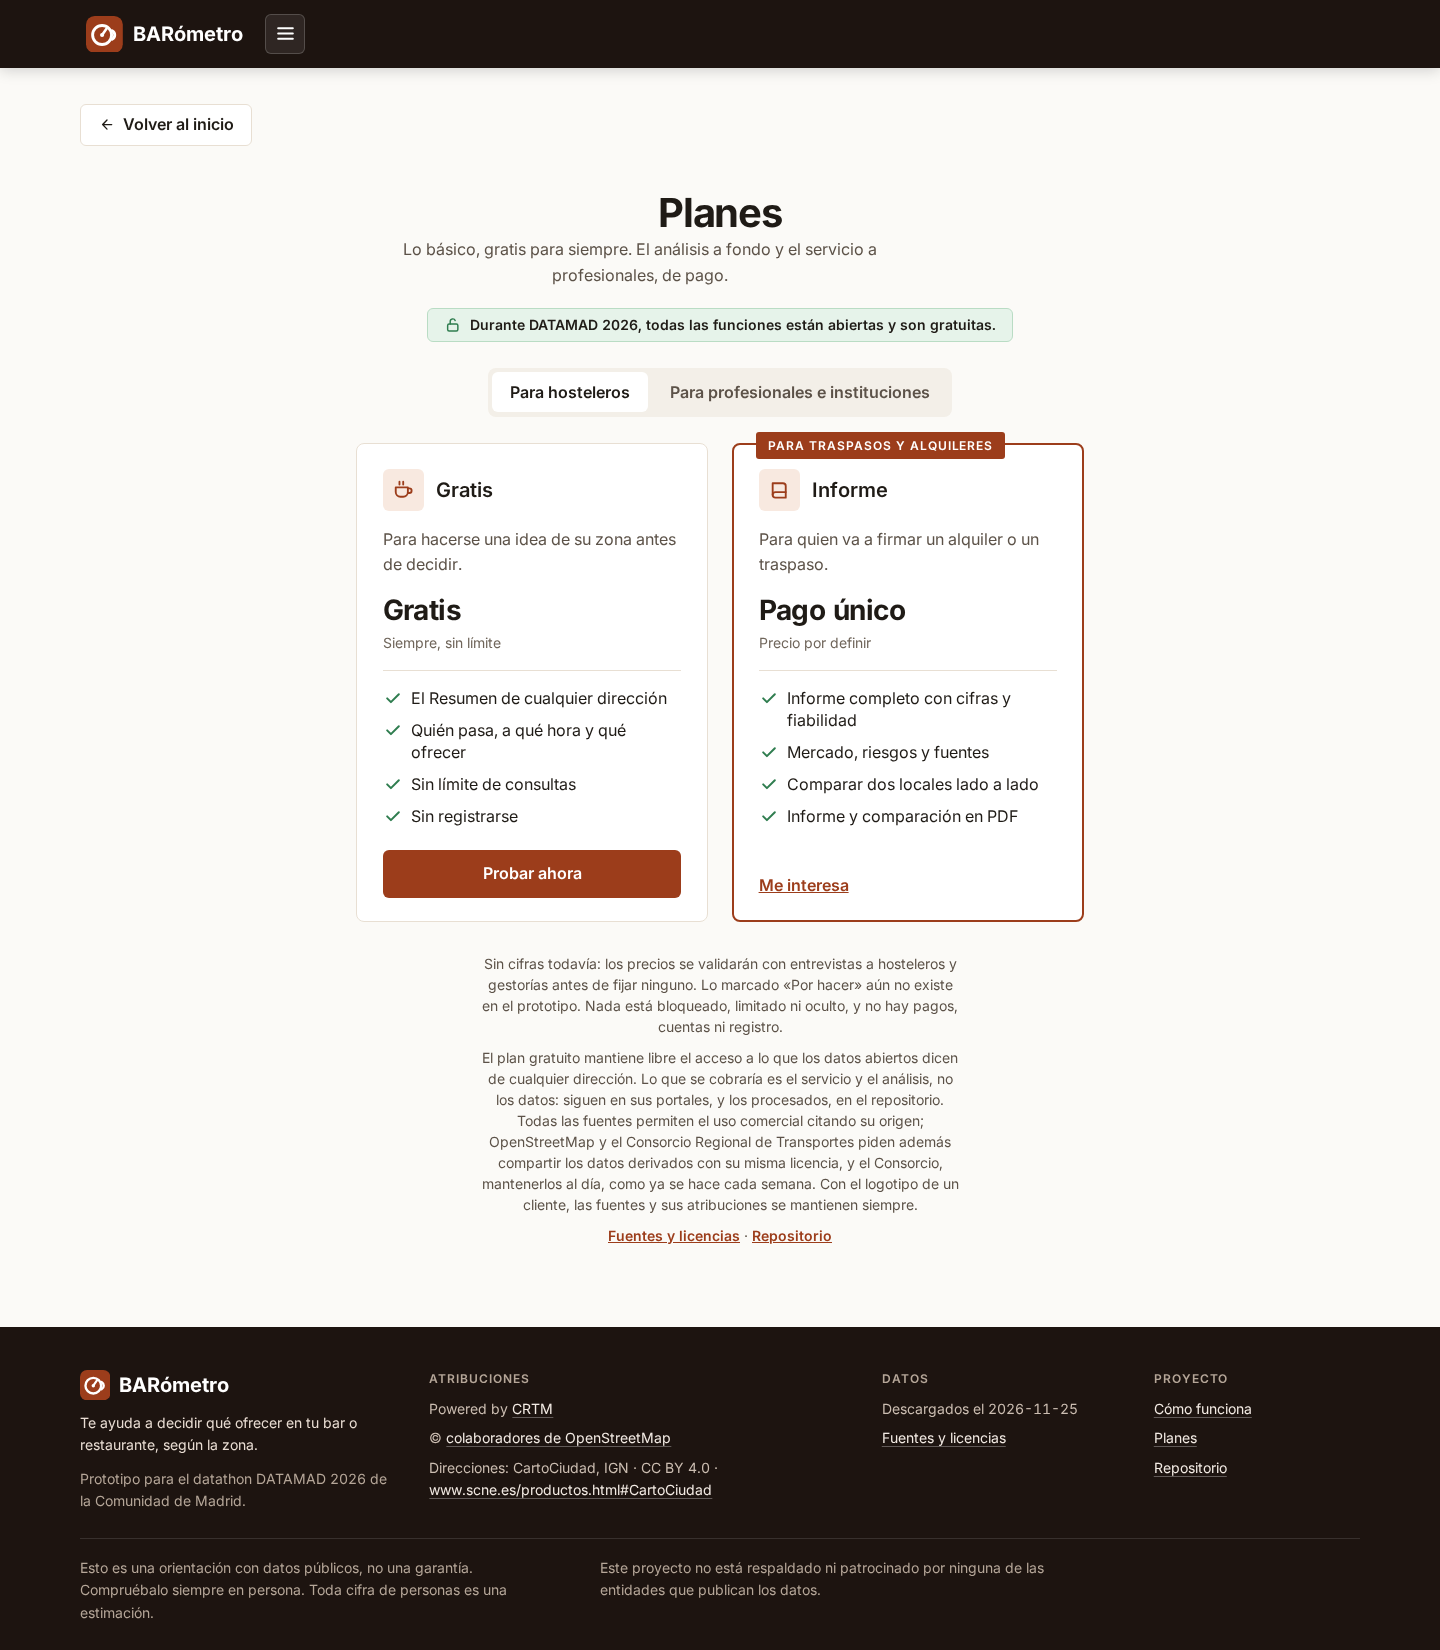 BARómetro
Volver al inicio
Planes
Lo básico, gratis para siempre. El análisis a fondo y el servicio a
profesionales, de pago.
Durante DATAMAD 2026, todas las funciones están abiertas y son gratuitas.
Para hosteleros
Para profesionales e instituciones
Gratis
Para hacerse una idea de su zona antes
de decidir.
Gratis
Siempre, sin límite
El Resumen de cualquier dirección
Quién pasa, a qué hora y qué
ofrecer
Sin límite de consultas
Sin registrarse
Probar ahora
PARA TRASPASOS Y ALQUILERES
Informe
Para quien va a firmar un alquiler o un
traspaso.
Pago único
Precio por definir
Informe completo con cifras y
fiabilidad
Mercado, riesgos y fuentes
Comparar dos locales lado a lado
Informe y comparación en PDF
Me interesa
Sin cifras todavía: los precios se validarán con entrevistas a hosteleros y
gestorías antes de fijar ninguno. Lo marcado «Por hacer» aún no existe
en el prototipo. Nada está bloqueado, limitado ni oculto, y no hay pagos,
cuentas ni registro.
El plan gratuito mantiene libre el acceso a lo que los datos abiertos dicen
de cualquier dirección. Lo que se cobraría es el servicio y el análisis, no
los datos: siguen en sus portales, y los procesados, en el repositorio.
Todas las fuentes permiten el uso comercial citando su origen;
OpenStreetMap y el Consorcio Regional de Transportes piden además
compartir los datos derivados con su misma licencia, y el Consorcio,
mantenerlos al día, como ya se hace cada semana. Con el logotipo de un
cliente, las fuentes y sus atribuciones se mantienen siempre.
Fuentes y licencias · Repositorio
BARómetro
Te ayuda a decidir qué ofrecer en tu bar o
restaurante, según la zona.
Prototipo para el datathon DATAMAD 2026 de
la Comunidad de Madrid.
ATRIBUCIONES
Powered by CRTM
© colaboradores de OpenStreetMap
Direcciones: CartoCiudad, IGN · CC BY 4.0 ·
www.scne.es/productos.html#CartoCiudad
DATOS
Descargados el 2026-11-25
Fuentes y licencias
PROYECTO
Cómo funciona
Planes
Repositorio
Esto es una orientación con datos públicos, no una garantía.
Compruébalo siempre en persona. Toda cifra de personas es una
estimación.
Este proyecto no está respaldado ni patrocinado por ninguna de las
entidades que publican los datos.